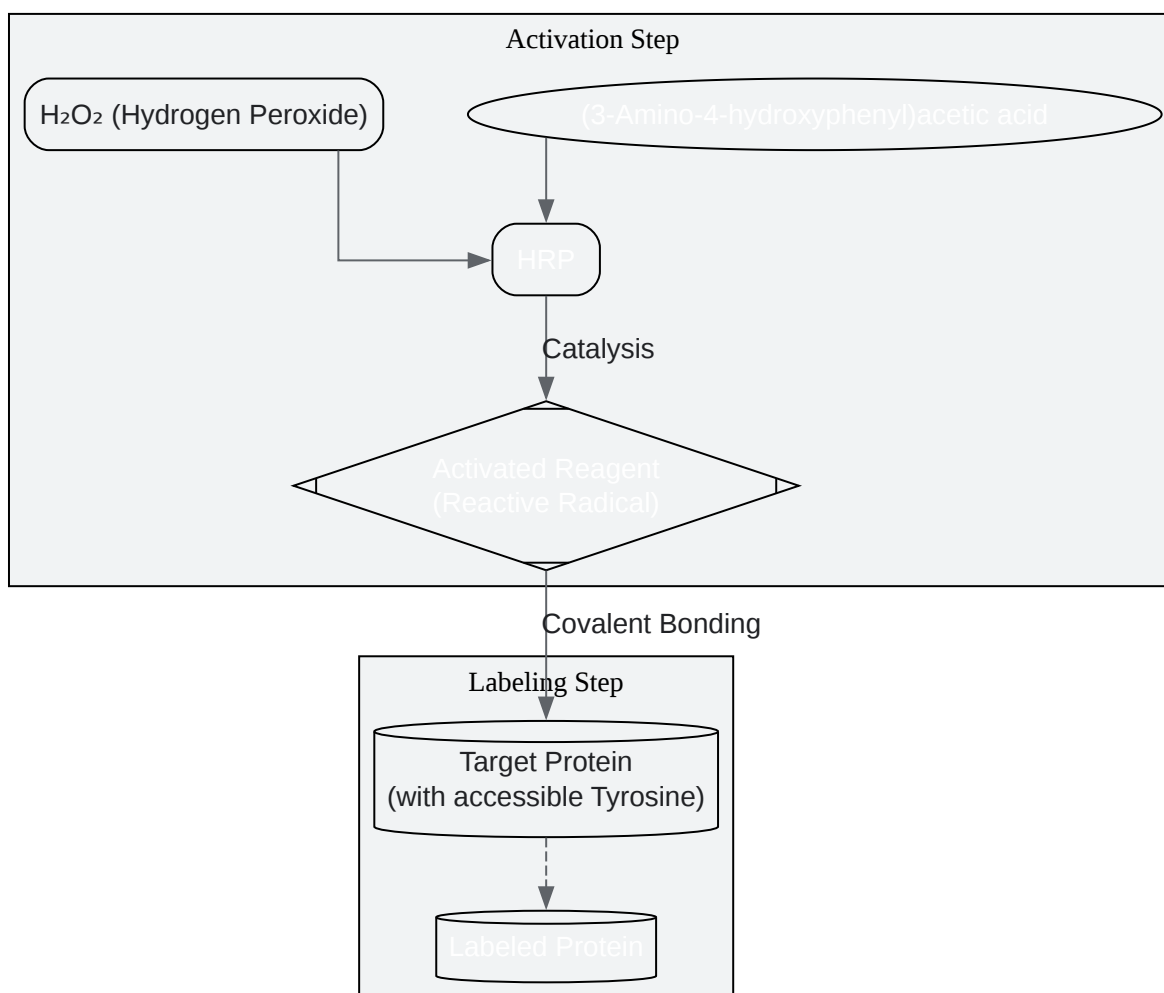 Activation Step
H₂O₂ (Hydrogen Peroxide)
(3-Amino-4-hydroxyphenyl)acetic acid
HRP
Catalysis
Activated Reagent
(Reactive Radical)
Covalent Bonding
Labeling Step
Target Protein
(with accessible Tyrosine)
Labeled Protein